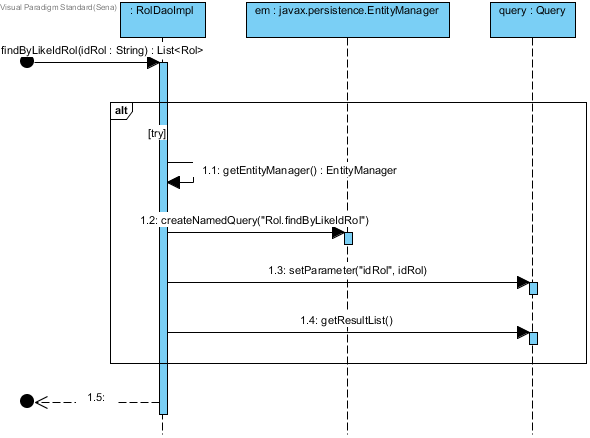 Visual Paradigm Standard(Sena)
: RolDaoImpl
em : javax.persistence.EntityManager
query : Query
findByLikeIdRol(idRol : String) : List<Rol>
alt
[try]
1.1: getEntityManager() : EntityManager
1.2: createNamedQuery("Rol.findByLikeIdRol")
1.3: setParameter("idRol", idRol)
1.4: getResultList()
1.5: